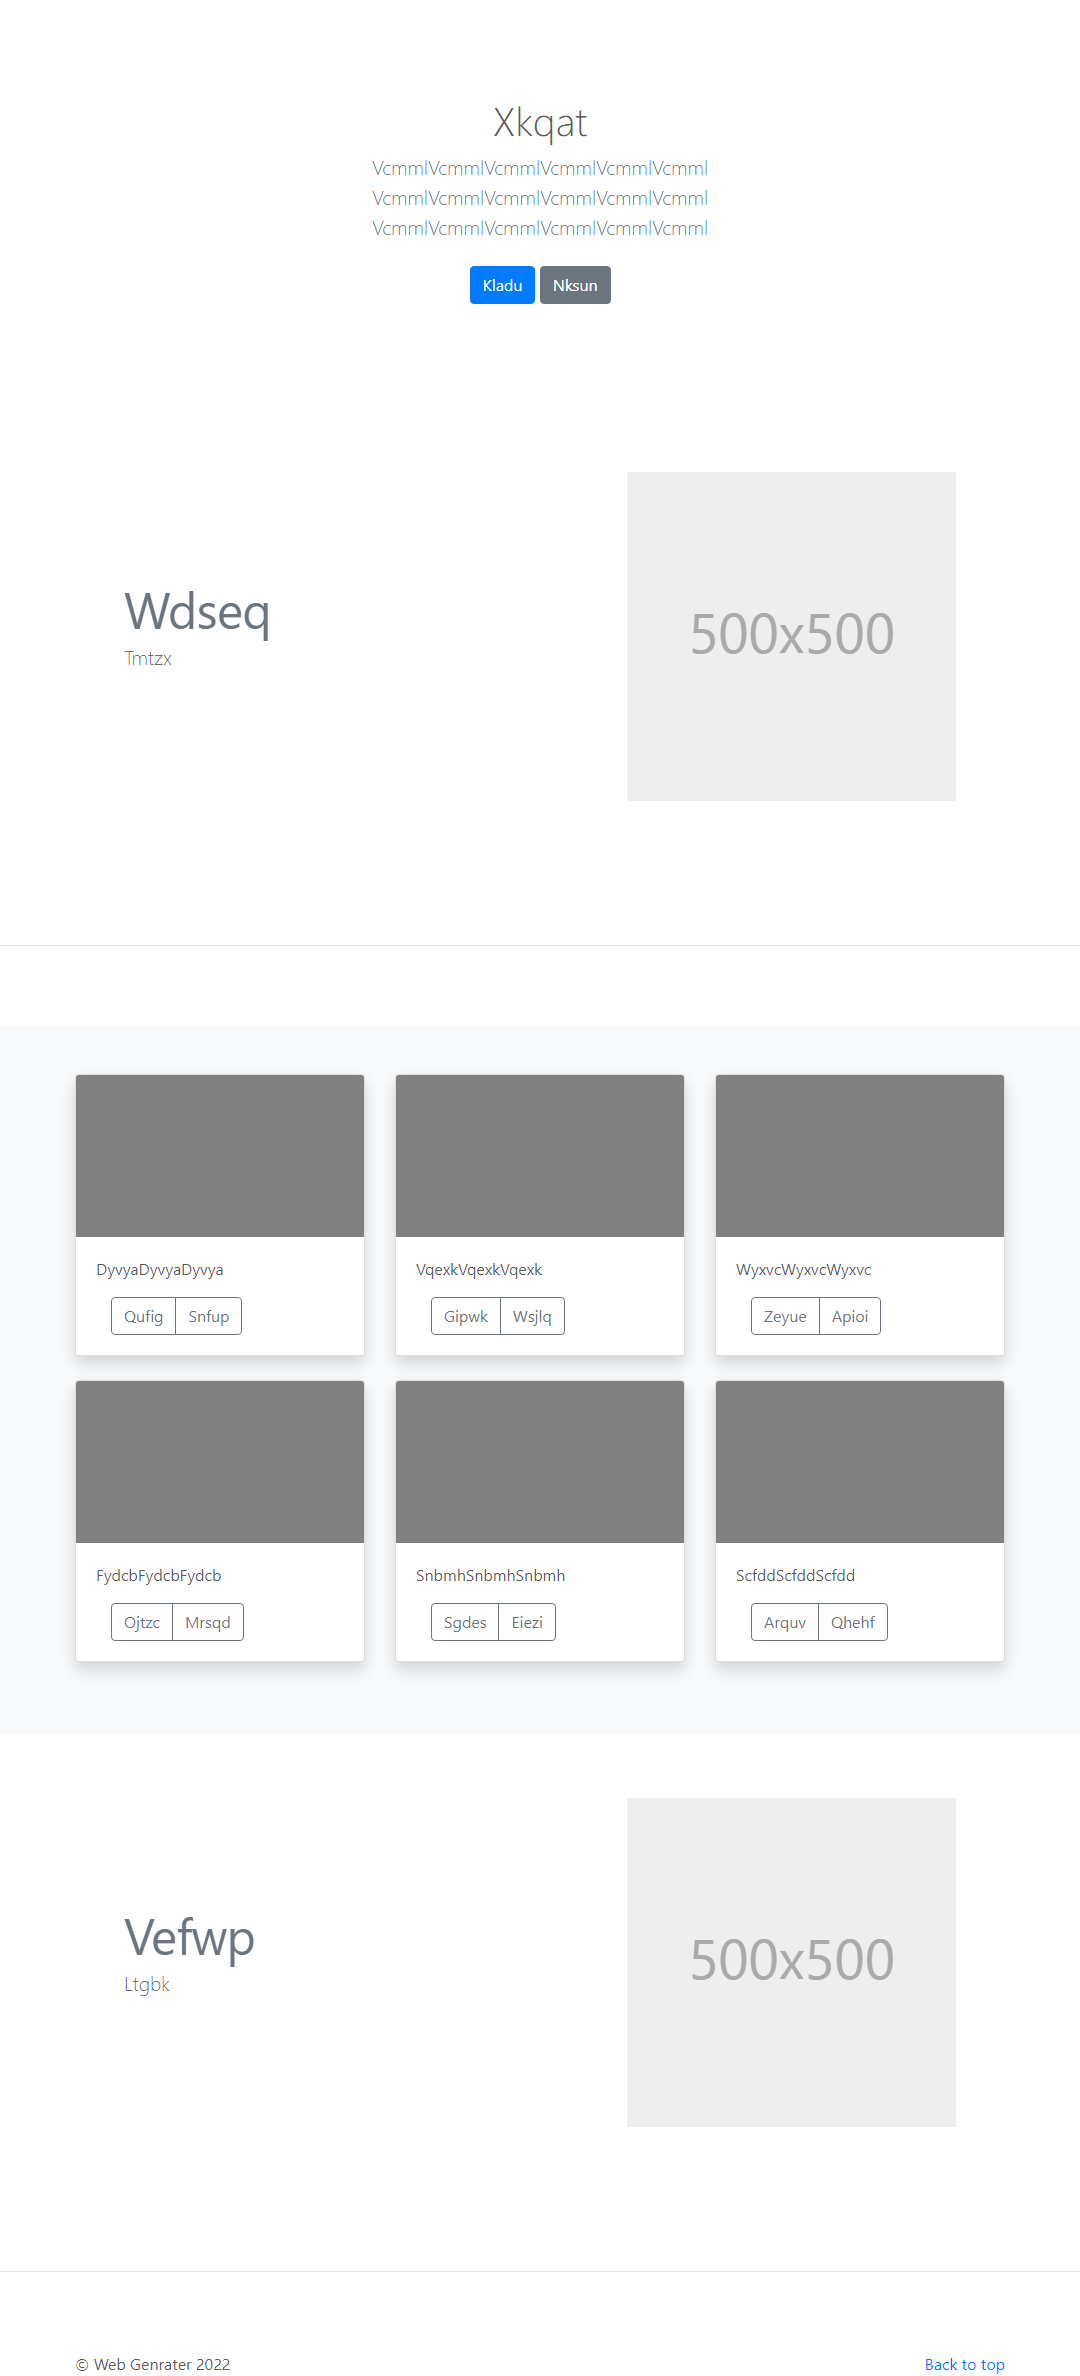 Xkqat
VcmmlVcmmlVcmmlVcmmlVcmmlVcmml
VcmmlVcmmlVcmmlVcmmlVcmmlVcmml
VcmmlVcmmlVcmmlVcmmlVcmmlVcmml
Kladu Nksun
Wdseq
Tmtzx
500x500
DyvyaDyvyaDyvya
Qufig Snfup
VqexkVqexkVqexk
Gipwk Wsjlq
WyxvcWyxvcWyxvc
Zeyue Apioi
FydcbFydcbFydcb
Ojtzc Mrsqd
SnbmhSnbmhSnbmh
Sgdes Eiezi
ScfddScfddScfdd
Arquv Qhehf
Vefwp
Ltgbk
500x500
© Web Genrater 2022
Back to top